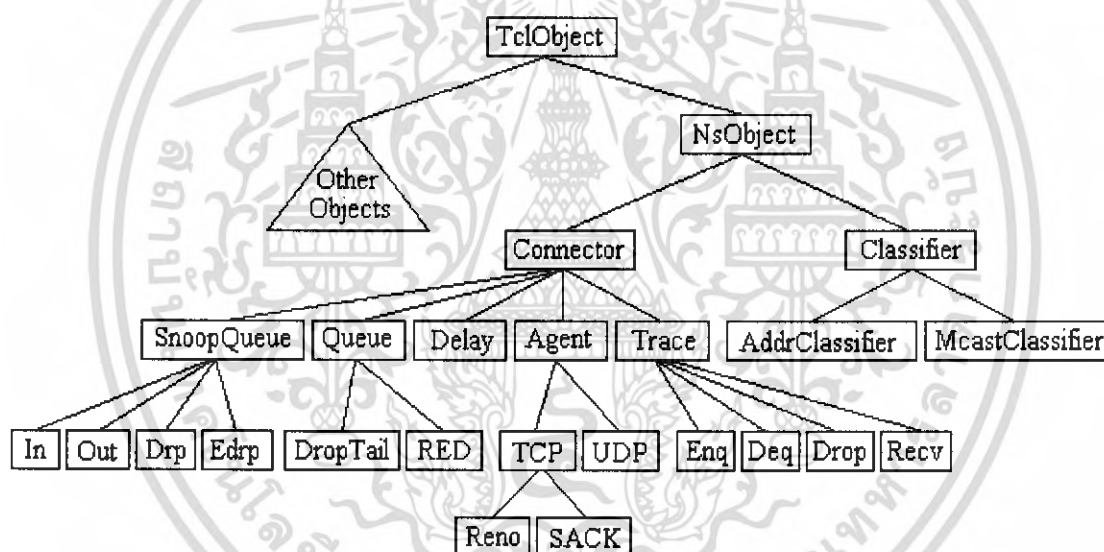 TclObject
NsObject
Other
Objects
Connector
Classifier
SnoopQueue
Queue
Delay
Agent
Trace
AddrClassifier
McastClassifier
In
Out
Drp
Edrp
DropTail
RED
TCP
UDP
Enq
Deq
Drop
Recv
Reno
SACK